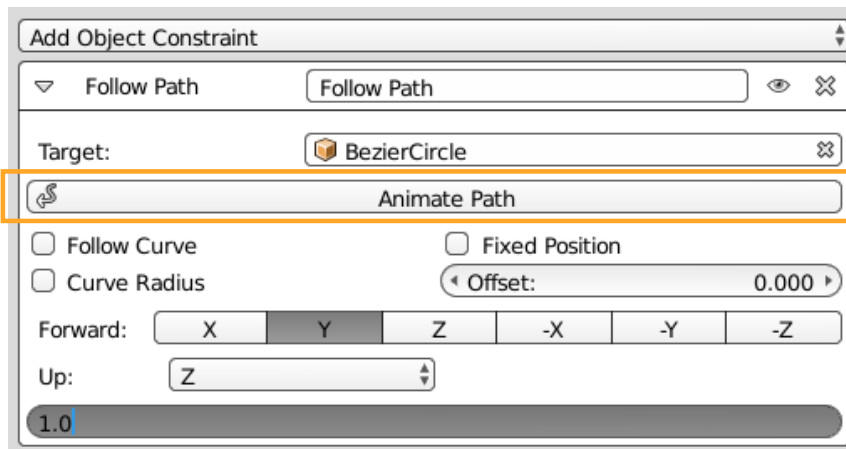 Add Object Constraint
Follow Path Follow Path
Target: BezierCircle
Animate Path
Follow Curve Fixed Position
Curve Radius Offset: 0.000
Forward: X Y Z -X -Y -Z
Up: Z
1.0